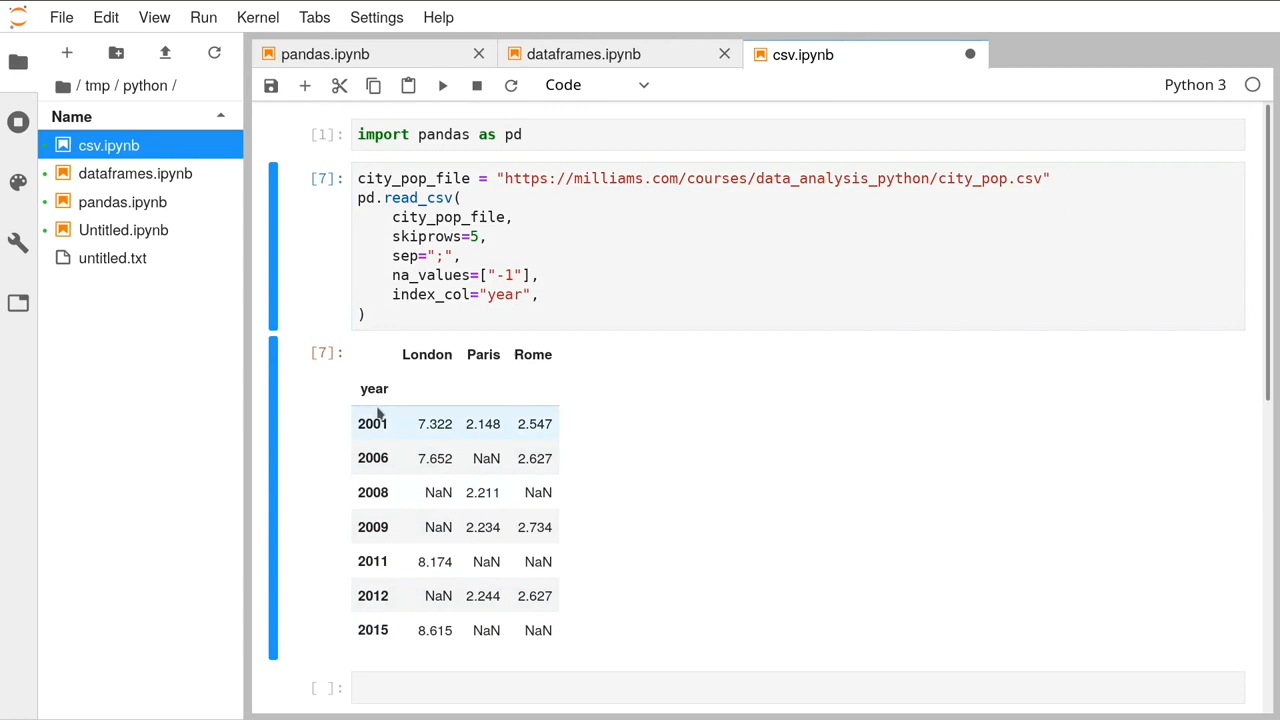 File Edit View Run Kernel Tabs Settings Help
/ tmp / python /
Name
csv.ipynb
dataframes.ipynb
pandas.ipynb
Untitled.ipynb
untitled.txt
pandas.ipynb dataframes.ipynb csv.ipynb
Code Python 3
[1]: import pandas as pd
[7]: city_pop_file = "https://milliams.com/courses/data_analysis_python/city_pop.csv"
pd.read_csv(
    city_pop_file,
    skiprows=5,
    sep=";",
    na_values=["-1"],
    index_col="year",
)
[7]: London Paris Rome
year
2001 7.322 2.148 2.547
2006 7.652 NaN 2.627
2008 NaN 2.211 NaN
2009 NaN 2.234 2.734
2011 8.174 NaN NaN
2012 NaN 2.244 2.627
2015 8.615 NaN NaN
[ ]: